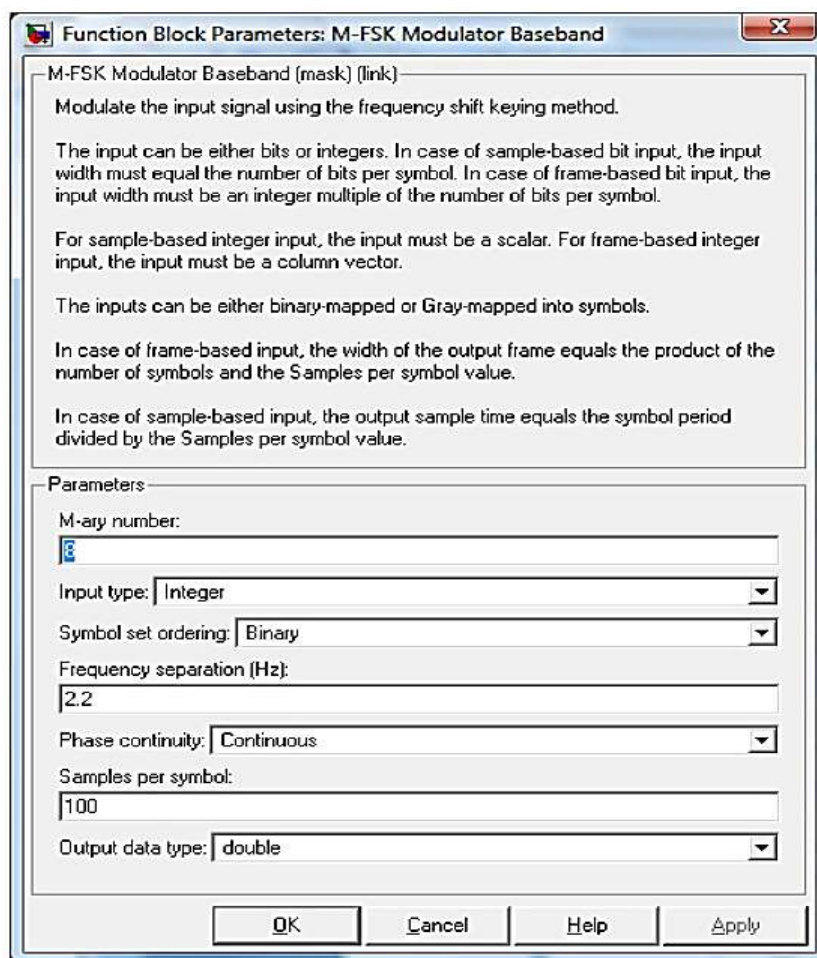 Function Block Parameters: M-FSK Modulator Baseband
M-FSK Modulator Baseband (mask) (link)
Modulate the input signal using the frequency shift keying method.
The input can be either bits or integers. In case of sample-based bit input, the input
width must equal the number of bits per symbol. In case of frame-based bit input, the
input width must be an integer multiple of the number of bits per symbol.
For sample-based integer input, the input must be a scalar. For frame-based integer
input, the input must be a column vector.
The inputs can be either binary-mapped or Gray-mapped into symbols.
In case of frame-based input, the width of the output frame equals the product of the
number of symbols and the Samples per symbol value.
In case of sample-based input, the output sample time equals the symbol period
divided by the Samples per symbol value.
Parameters
M-ary number:
8
Input type: Integer
Symbol set ordering: Binary
Frequency separation (Hz):
2.2
Phase continuity: Continuous
Samples per symbol:
100
Output data type: double
OK Cancel Help Apply